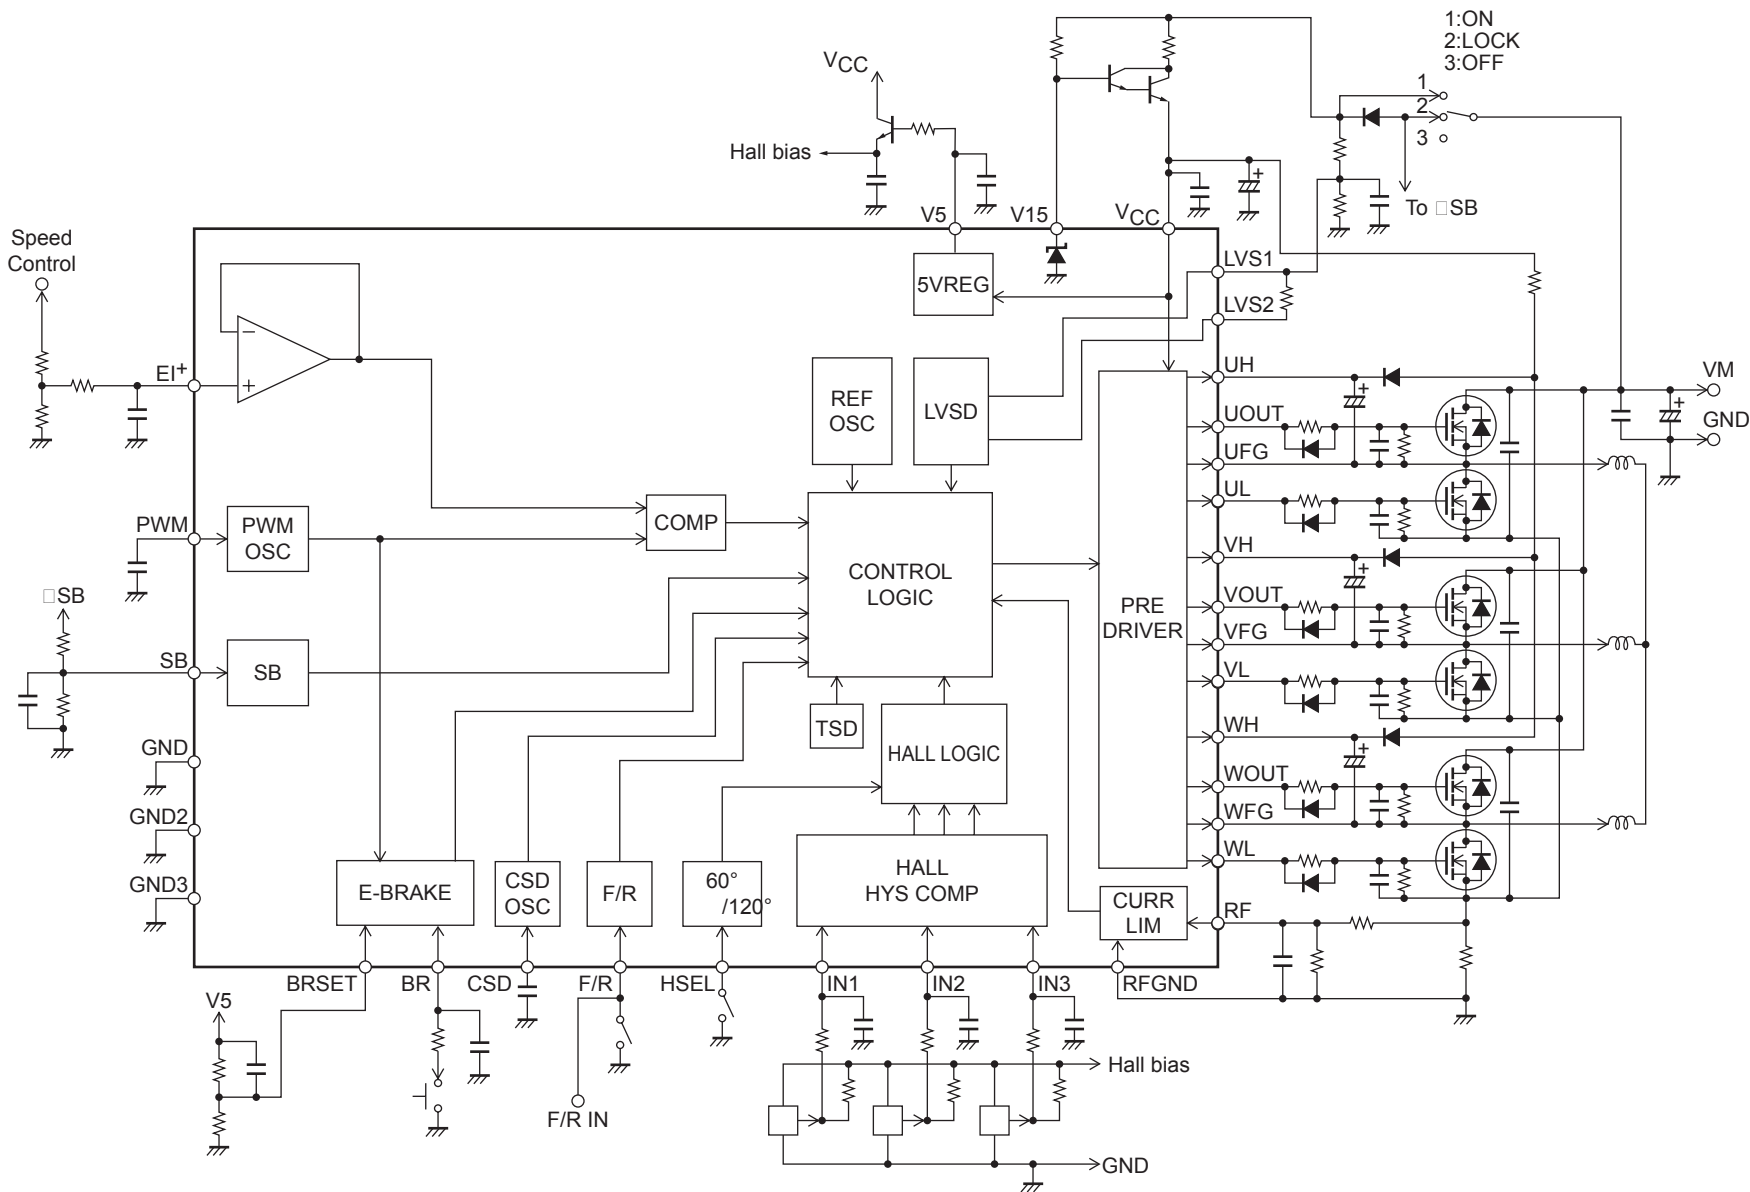 1:ON
2:LOCK
3:OFF
VCC
1
2
3
+
Hall bias
To □SB
V5
V15
VCC
Speed
Control
LVS1
5VREG
LVS2
−
+
EI+
REF
OSC
LVSD
UH
VM
+
+
UOUT
GND
UFG
UL
PWM
PWM
OSC
COMP
VH
+
CONTROL
LOGIC
□SB
PRE
DRIVER
VOUT
VFG
SB
SB
VL
TSD
WH
+
GND
HALL LOGIC
WOUT
GND2
WFG
WL
GND3
E-BRAKE
CSD
OSC
F/R
60°
/120°
HALL
HYS COMP
CURR
LIM
RF
BRSET
BR
CSD
F/R
HSEL
IN1
IN2
IN3
RFGND
V5
Hall bias
F/R IN
GND